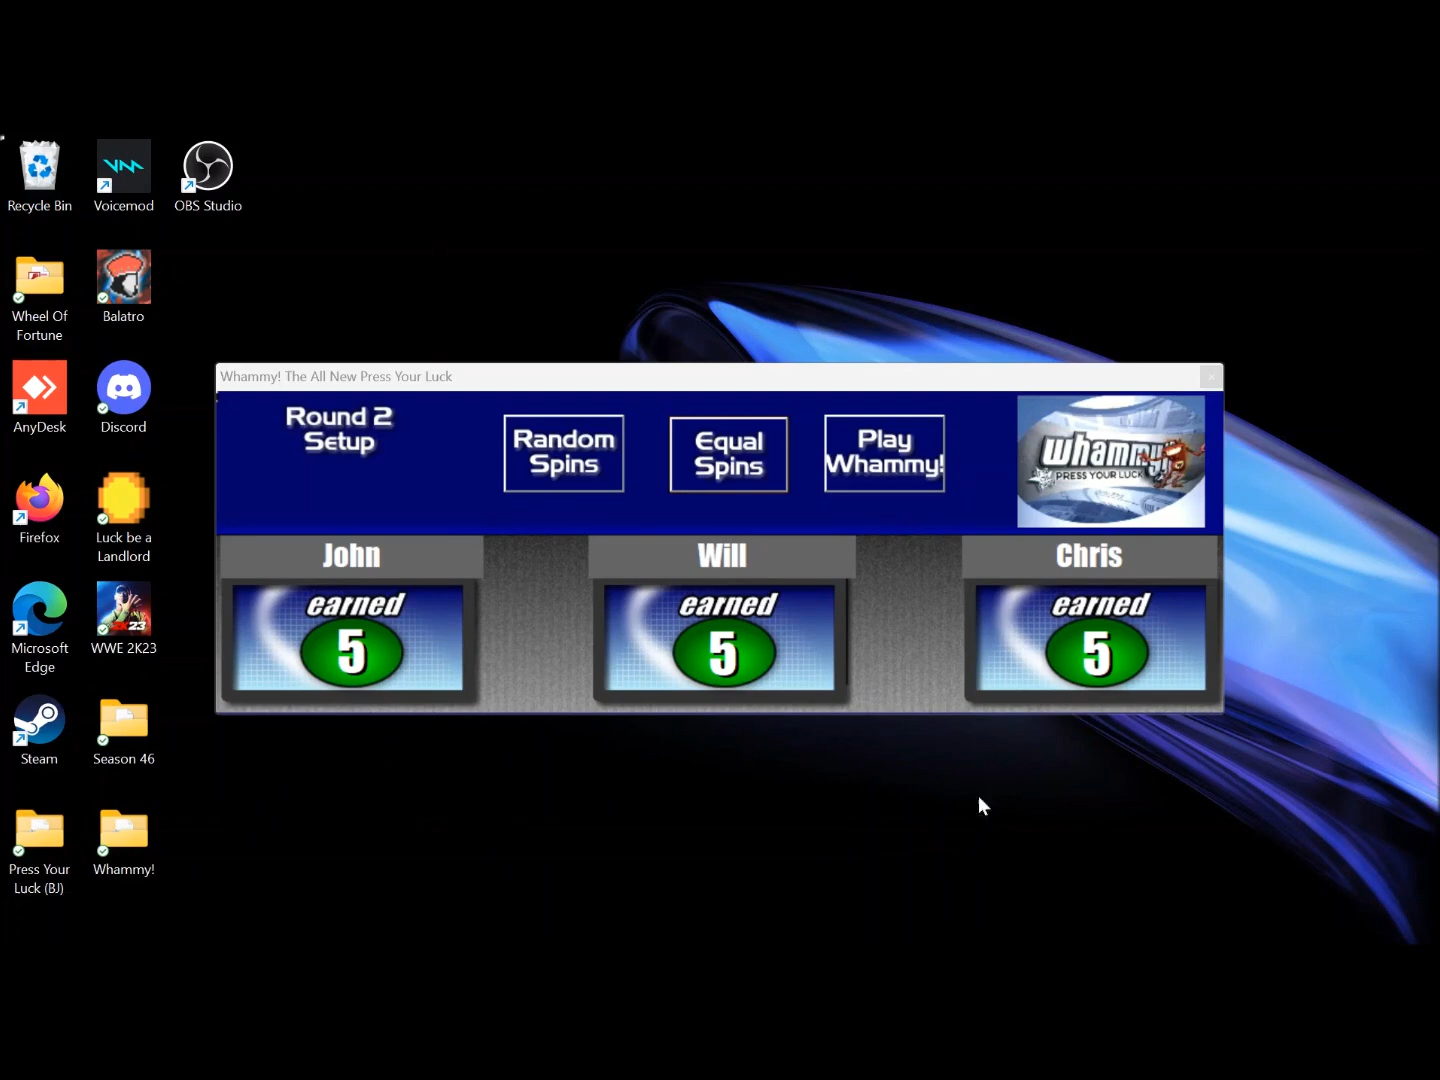 Recycle Bin
Voicemod
OBS Studio
Wheel Of
Fortune
Balatro
AnyDesk
Discord
Firefox
Luck be a
Landlord
Microsoft
Edge
WWE 2K23
Steam
Season 46
Press Your
Luck (BJ)
Whammy!
Whammy! The All New Press Your Luck
Round 2
Setup
Random
Spins
Equal
Spins
Play
Whammy!
whammy!
PRESS YOUR LUCK
John
Will
Chris
earned
5
earned
5
earned
5